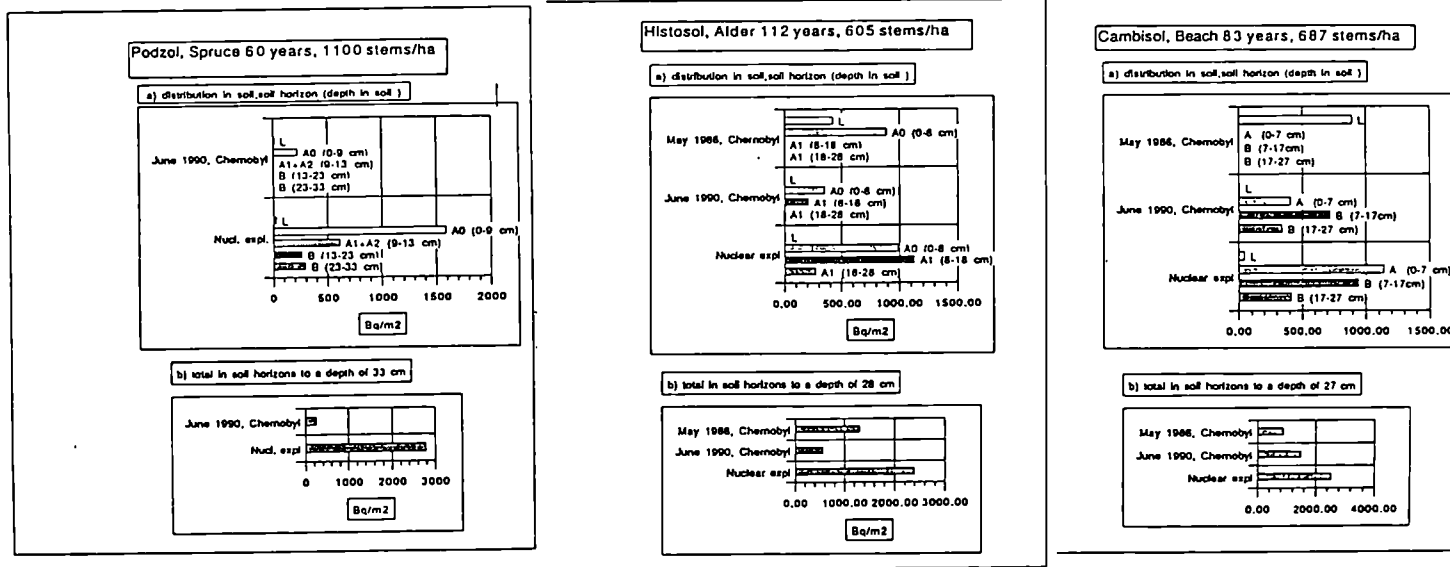 Podzol, Spruce 60 years, 1100 stems/ha
a) distribution in soil,soil horizon (depth in soil )
L
June 1990, Chernobyl
A0 (0-9 cm)
A1+A2 (9-13 cm)
B (13-23 cm)
B (23-33 cm)
L
Nucl. expl.
A0 (0-9 cm)
A1+A2 (9-13 cm)
B (13-23 cm)
B (23-33 cm)
0 500 1000 1500 2000
Bq/m2
b) total in soil horizons to a depth of 33 cm
June 1990, Chernobyl
Nucl. expl
0 1000 2000 3000
Bq/m2
Histosol, Alder 112 years, 605 stems/ha
a) distribution in soil,soil horizon (depth in soil )
L
May 1986, Chernobyl
A0 (0-8 cm)
A1 (8-18 cm)
A1 (18-28 cm)
L
June 1990, Chernobyl
A0 (0-8 cm)
A1 (8-18 cm)
A1 (18-28 cm)
L
Nuclear expl
A0 (0-8 cm)
A1 (8-18 cm)
A1 (18-28 cm)
0.00 500.00 1000.00 1500.00
Bq/m2
b) total in soil horizons to a depth of 28 cm
May 1986, Chernobyl
June 1990, Chernobyl
Nuclear expl
0.00 1000.00 2000.00 3000.00
Bq/m2
Cambisol, Beach 83 years, 687 stems/ha
a) distribution in soil,soil horizon (depth in soil )
L
May 1986, Chernobyl
A (0-7 cm)
B (7-17 cm)
B (17-27 cm)
L
June 1990, Chernobyl
A (0-7 cm)
B (7-17cm)
B (17-27 cm)
L
Nuclear expl
A (0-7 cm)
B (7-17cm)
B (17-27 cm)
0.00 500.00 1000.00 1500.00
b) total in soil horizons to a depth of 27 cm
May 1986, Chernobyl
June 1990, Chernobyl
Nuclear expl
0.00 2000.00 4000.00